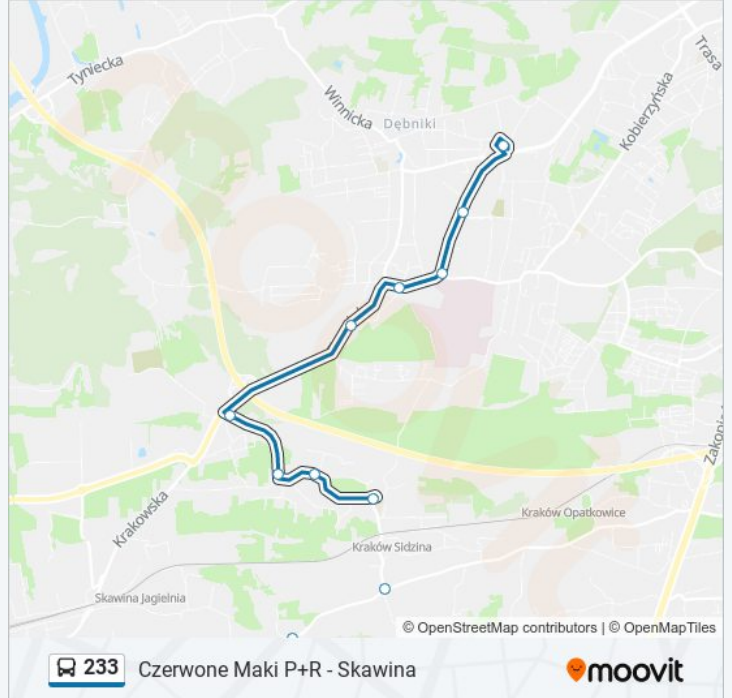 Tyniecka
Winnicka
Dębniki
Kobierzyńska
Trasa
Krakowska
Kraków Opatkowice
Kraków Sidzina
Skawina Jagielnia
© OpenStreetMap contributors | © OpenMapTiles
233 Czerwone Maki P+R - Skawina
moovit